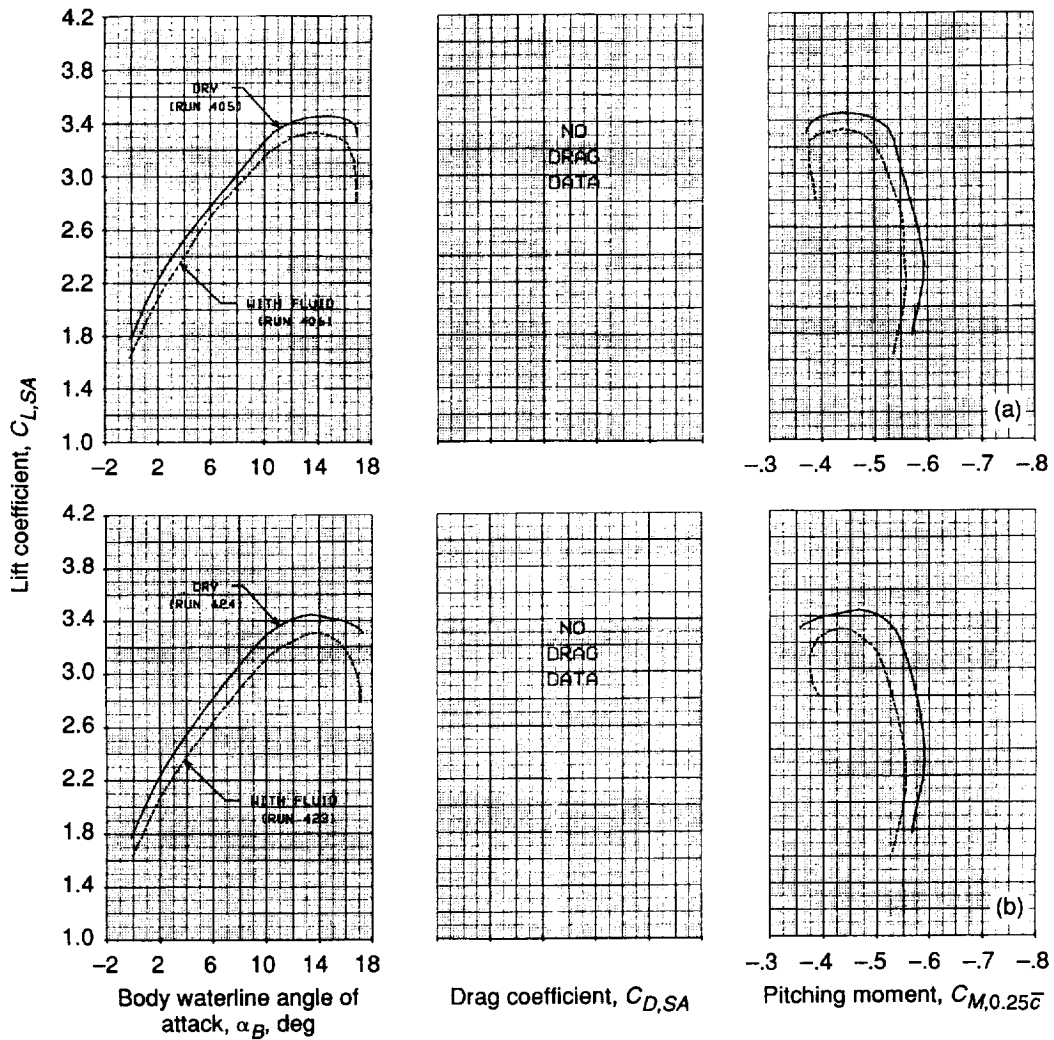 4.2
3.8
3.4
3.0
2.6
2.2
1.8
1.4
1.0
DRY
(RUN 405)
WITH FLUID
(RUN 406)
−2 2 6 10 14 18
NO
DRAG
DATA
(a)
−.3 −.4 −.5 −.6 −.7 −.8
Lift coefficient, C_L,SA
4.2
3.8
3.4
3.0
2.6
2.2
1.8
1.4
1.0
DRY
(RUN 424)
WITH FLUID
(RUN 423)
−2 2 6 10 14 18
Body waterline angle of
attack, α_B, deg
NO
DRAG
DATA
Drag coefficient, C_D,SA
(b)
−.3 −.4 −.5 −.6 −.7 −.8
Pitching moment, C_M,0.25c̅